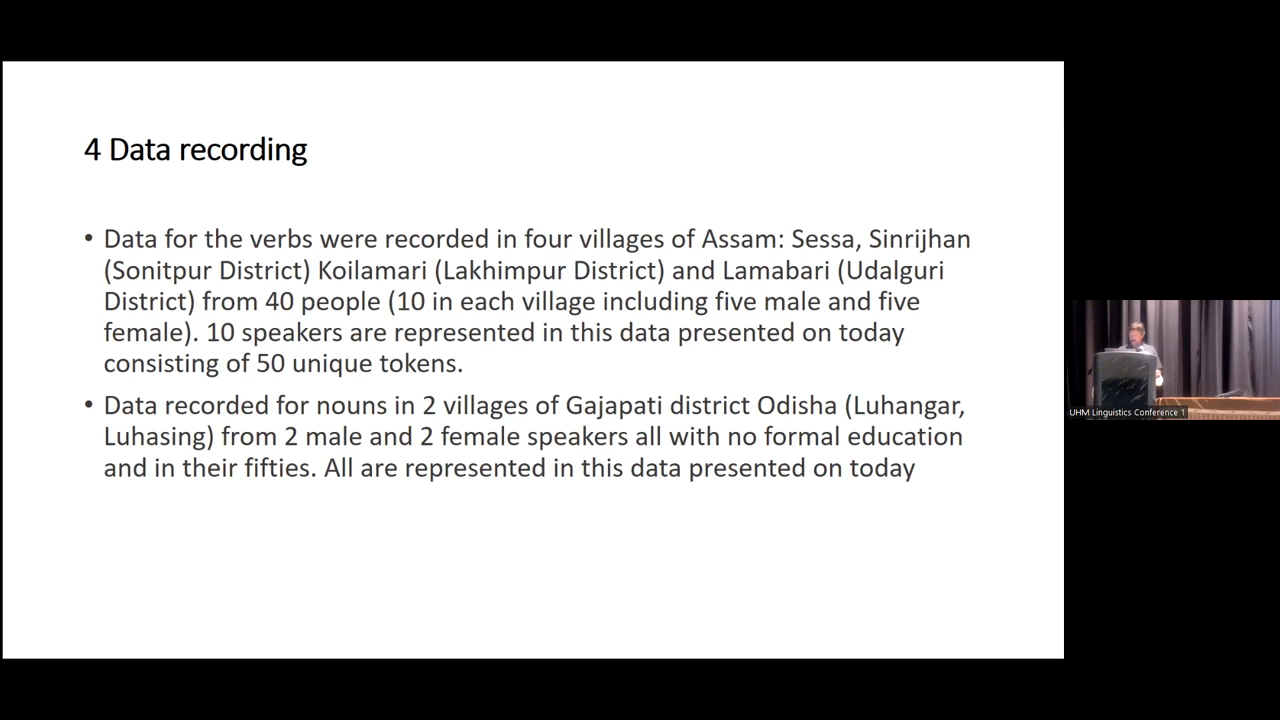 4 Data recording
• Data for the verbs were recorded in four villages of Assam: Sessa, Sinrijhan
(Sonitpur District) Koilamari (Lakhimpur District) and Lamabari (Udalguri
District) from 40 people (10 in each village including five male and five
female). 10 speakers are represented in this data presented on today
consisting of 50 unique tokens.
• Data recorded for nouns in 2 villages of Gajapati district Odisha (Luhangar,
Luhasing) from 2 male and 2 female speakers all with no formal education
and in their fifties. All are represented in this data presented on today
UHM Linguistics Conference 1